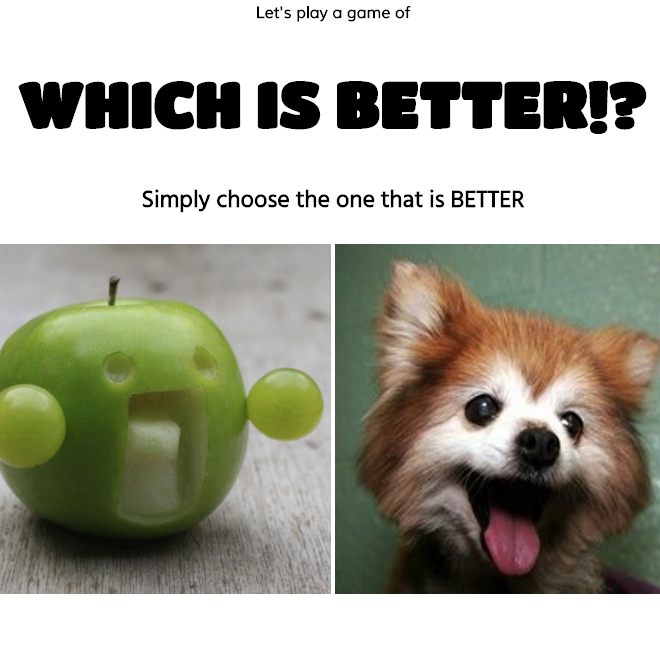 Let's play a game of
WHICH IS BETTER!?
Simply choose the one that is BETTER